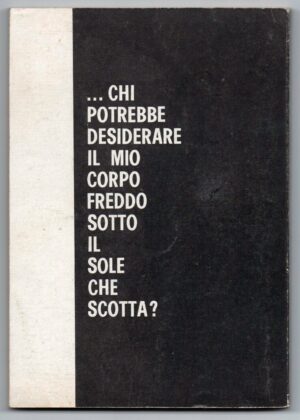 ... CHI
POTREBBE
DESIDERARE
IL MIO
CORPO
FREDDO
SOTTO
IL
SOLE
CHE
SCOTTA?